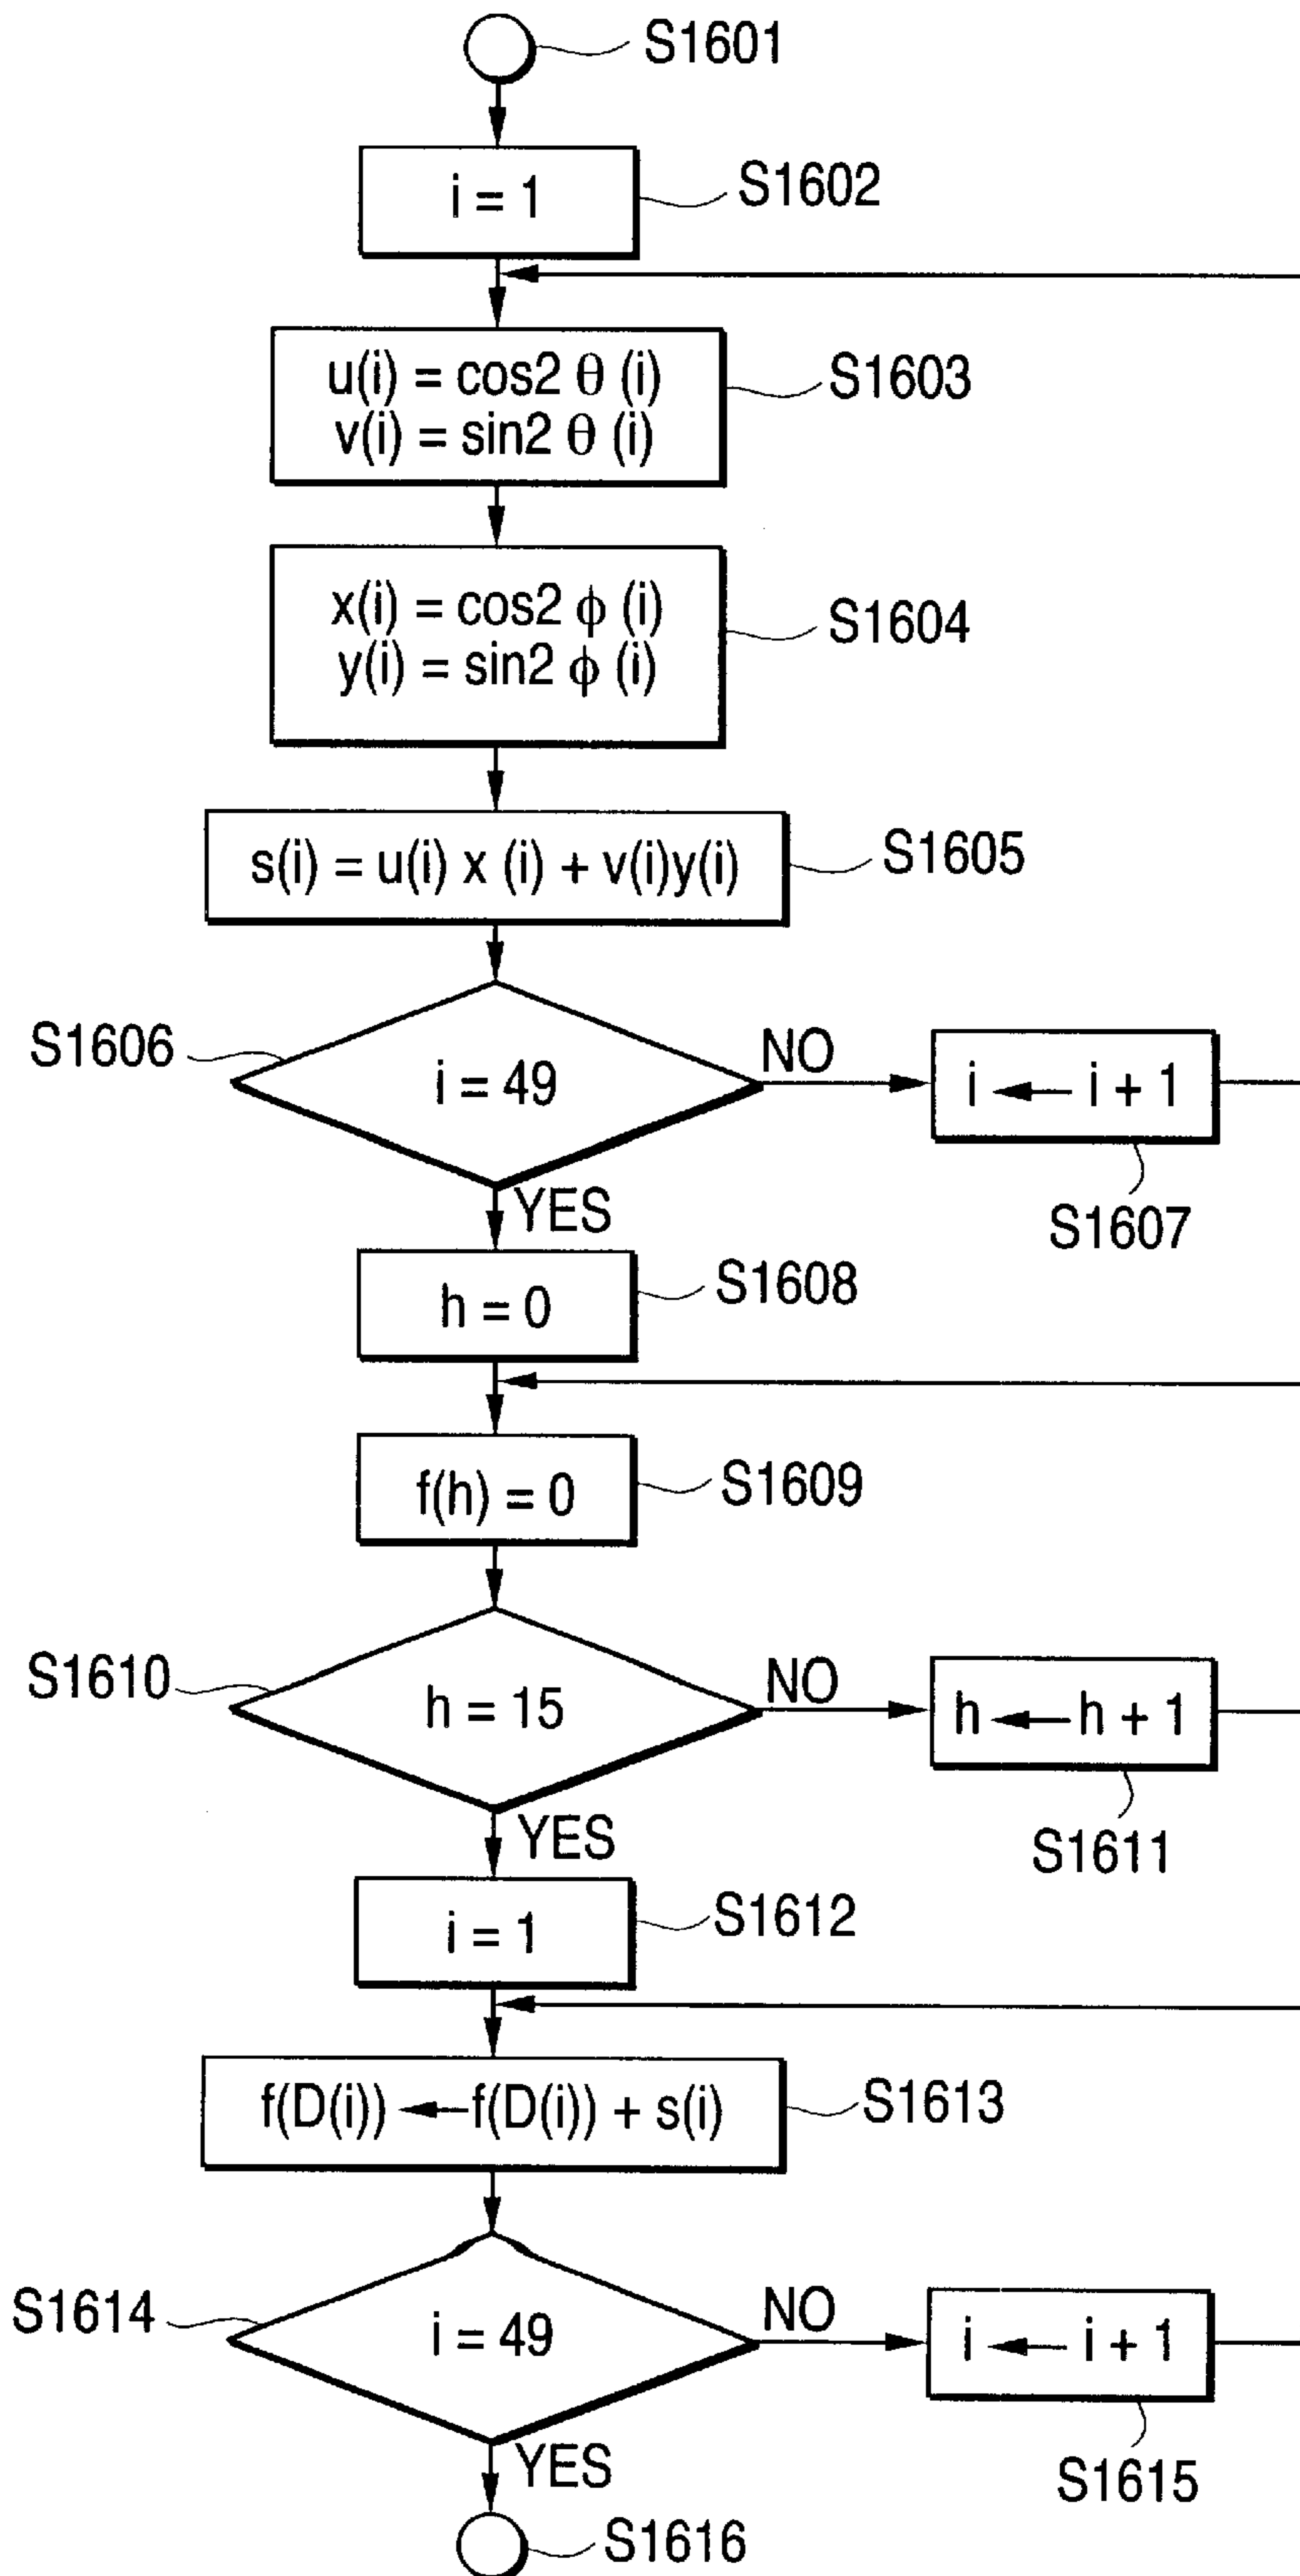 S1601
i = 1
S1602
u(i) = cos2 θ (i)
v(i) = sin2 θ (i)
S1603
x(i) = cos2 ϕ (i)
y(i) = sin2 ϕ (i)
S1604
s(i) = u(i) x (i) + v(i)y(i)
S1605
S1606
i = 49
NO
i ← i + 1
S1607
YES
h = 0
S1608
f(h) = 0
S1609
S1610
h = 15
NO
h ← h + 1
S1611
YES
i = 1
S1612
f(D(i)) ← f(D(i)) + s(i)
S1613
S1614
i = 49
NO
i ← i + 1
S1615
YES
S1616